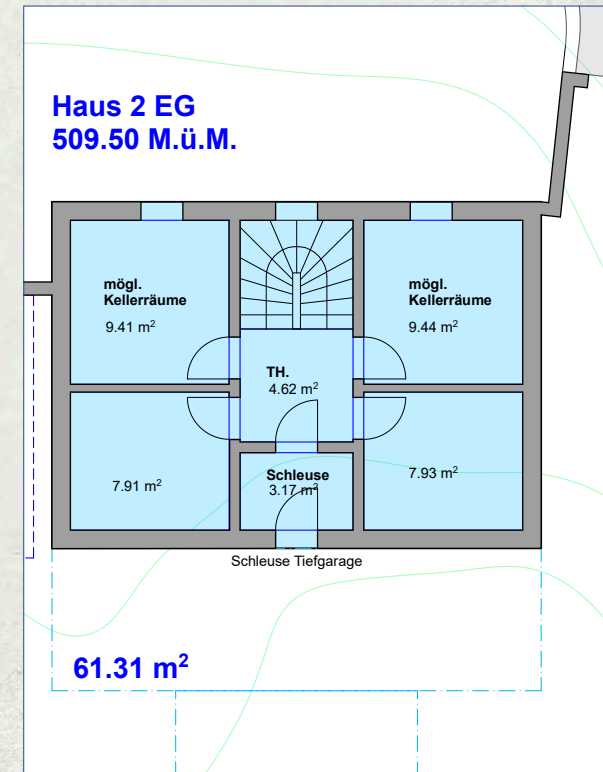 Haus 2 EG
509.50 M.ü.M.
mögl.
Kellerräume
9.41 m²
mögl.
Kellerräume
9.44 m²
TH.
4.62 m²
7.91 m²
Schleuse
3.17 m²
7.93 m²
Schleuse Tiefgarage
61.31 m²